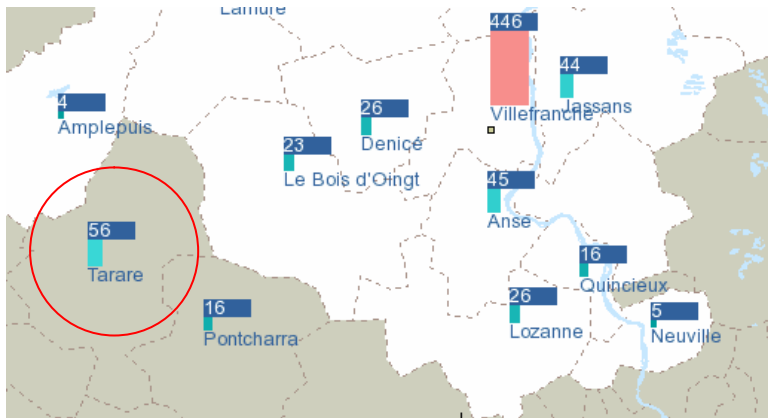 Lamure
446
Villefranche
44
Jassans
4
Amplepuis
26
Denicé
23
Le Bois d'Oingt
45
Anse
56
Tarare
16
Quincieux
16
Pontcharra
26
Lozanne
5
Neuville